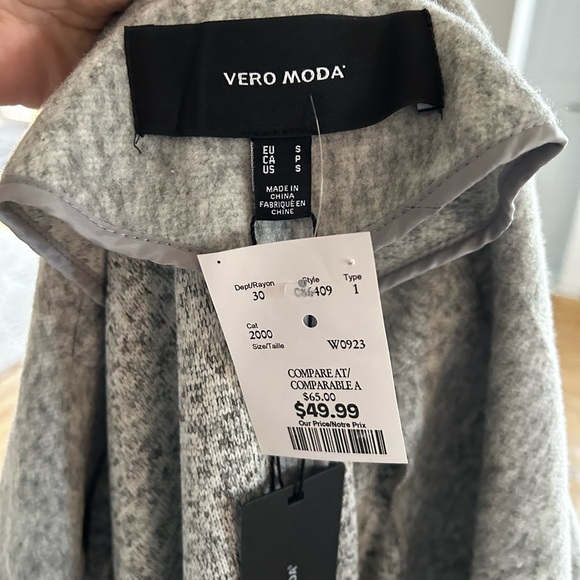 VERO MODA
EU S
CA P
US S
MADE IN
CHINA
FABRIQUÉ EN
CHINE
Dept/Rayon Style Type
30 1
Cat
2000 W0923
Size/Taille
COMPARE AT/
COMPARABLE A
$65.00
$49.99
Our Price/Notre Prix
MODA